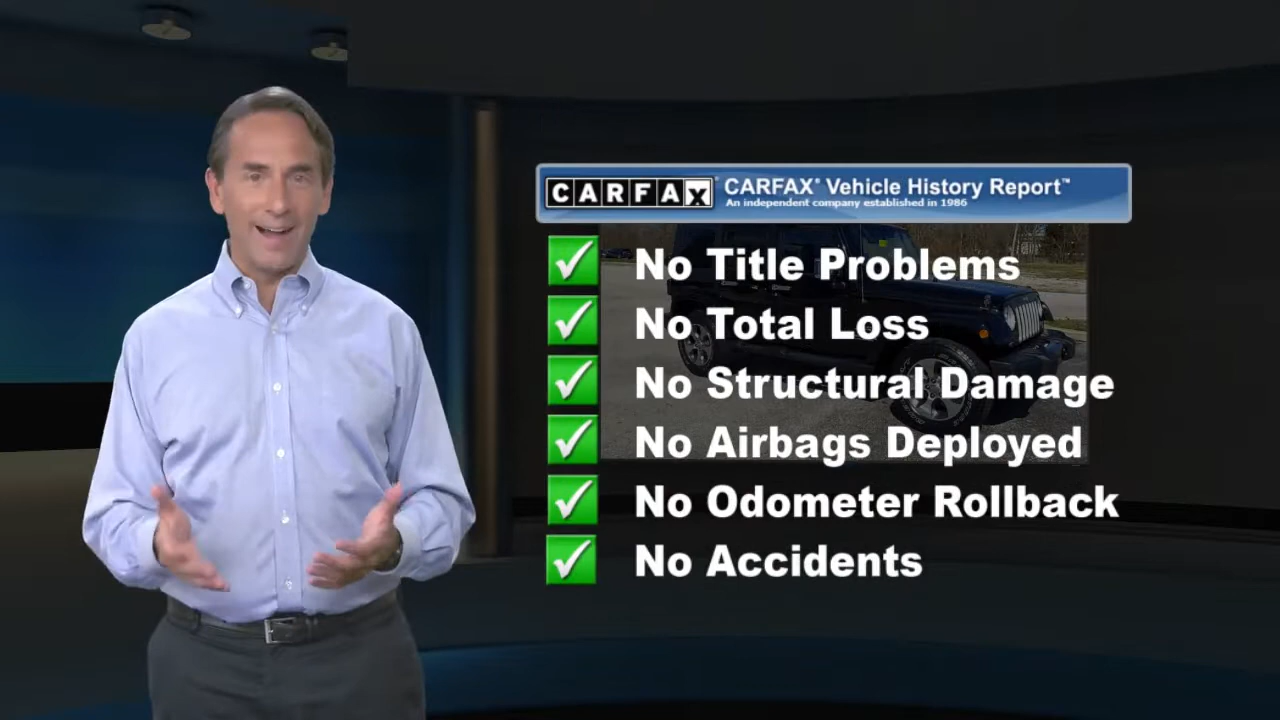 CARFAX
CARFAX® Vehicle History Report™
An independent company established in 1986
No Title Problems
No Total Loss
No Structural Damage
No Airbags Deployed
No Odometer Rollback
No Accidents